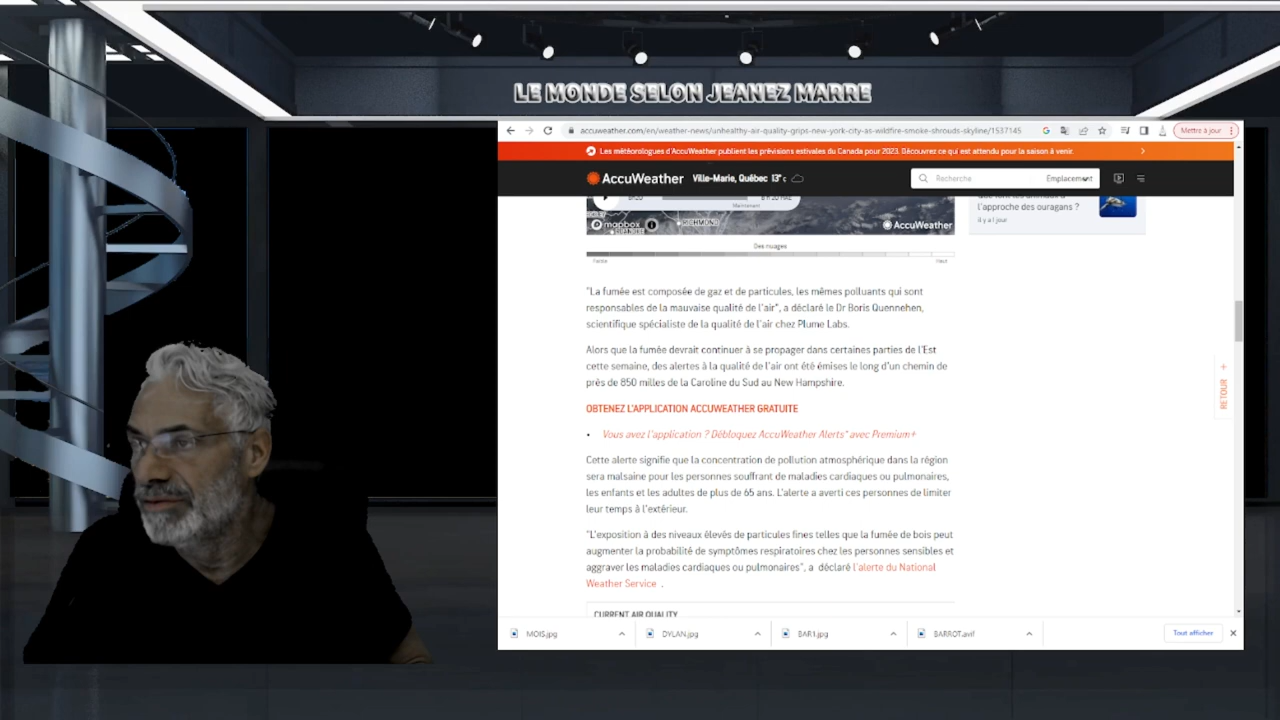 LE MONDE SELON JEANEZ MARRE
accuweather.com/en/weather-news/unhealthy-air-quality-grips-new-york-city-as-wildfire-smoke-shrouds-skyline/1537145
Mettre à jour
Les météorologues d'AccuWeather publient les prévisions estivales du Canada pour 2023. Découvrez ce qui est attendu pour la saison à venir.
AccuWeather Ville-Marie, Québec 13° c
Recherche Emplacement
Maintenant
l'approche des ouragans ?
il y a 1 jour
mapbox RICHMOND AccuWeather
Des nuages
Faible Haut
"La fumée est composée de gaz et de particules, les mêmes polluants qui sont
responsables de la mauvaise qualité de l'air", a déclaré le Dr Boris Quennehen,
scientifique spécialiste de la qualité de l'air chez Plume Labs.
Alors que la fumée devrait continuer à se propager dans certaines parties de l'Est
cette semaine, des alertes à la qualité de l'air ont été émises le long d'un chemin de
près de 850 milles de la Caroline du Sud au New Hampshire.
OBTENEZ L'APPLICATION ACCUWEATHER GRATUITE
• Vous avez l'application ? Débloquez AccuWeather Alerts™ avec Premium+
Cette alerte signifie que la concentration de pollution atmosphérique dans la région
sera malsaine pour les personnes souffrant de maladies cardiaques ou pulmonaires,
les enfants et les adultes de plus de 65 ans. L'alerte a averti ces personnes de limiter
leur temps à l'extérieur.
"L'exposition à des niveaux élevés de particules fines telles que la fumée de bois peut
augmenter la probabilité de symptômes respiratoires chez les personnes sensibles et
aggraver les maladies cardiaques ou pulmonaires", a déclaré l'alerte du National
Weather Service .
CURRENT AIR QUALITY
RETOUR
MOIS.jpg DYLAN.jpg BAR1.jpg BARROT.avif Tout afficher